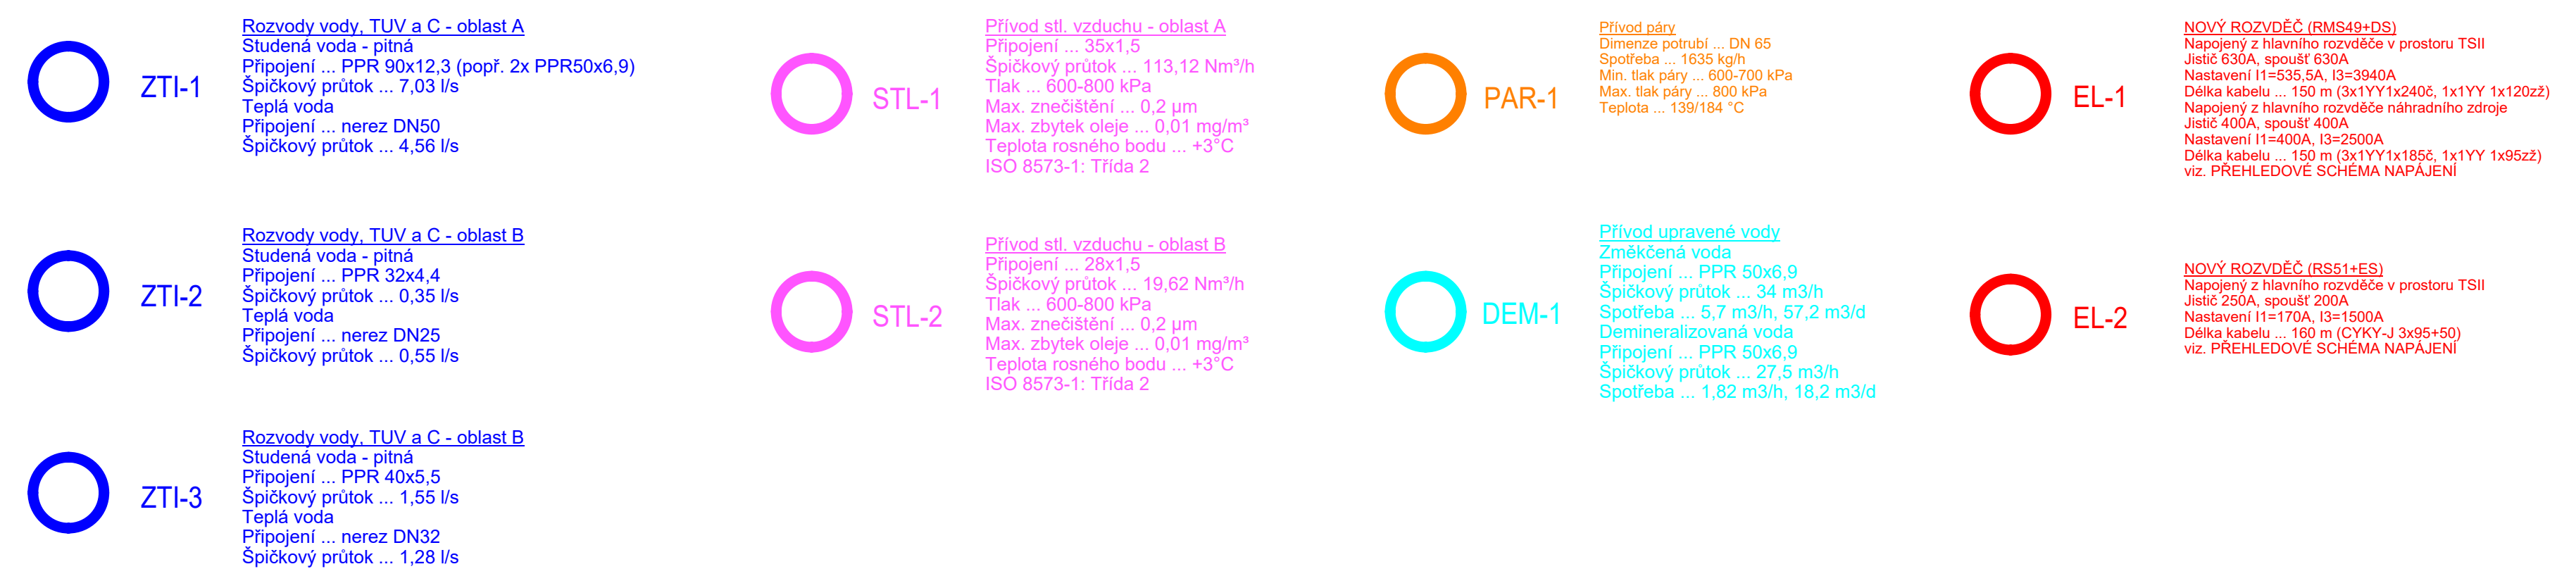 ZTI-1
Rozvody vody, TUV a C - oblast A
Studená voda - pitná
Připojení ... PPR 90x12,3 (popř. 2x PPR50x6,9)
Špičkový průtok ... 7,03 l/s
Teplá voda
Připojení ... nerez DN50
Špičkový průtok ... 4,56 l/s
ZTI-2
Rozvody vody, TUV a C - oblast B
Studená voda - pitná
Připojení ... PPR 32x4,4
Špičkový průtok ... 0,35 l/s
Teplá voda
Připojení ... nerez DN25
Špičkový průtok ... 0,55 l/s
ZTI-3
Rozvody vody, TUV a C - oblast B
Studená voda - pitná
Připojení ... PPR 40x5,5
Špičkový průtok ... 1,55 l/s
Teplá voda
Připojení ... nerez DN32
Špičkový průtok ... 1,28 l/s
STL-1
Přívod stl. vzduchu - oblast A
Připojení ... 35x1,5
Špičkový průtok ... 113,12 Nm³/h
Tlak ... 600-800 kPa
Max. znečištění ... 0,2 µm
Max. zbytek oleje ... 0,01 mg/m³
Teplota rosného bodu ... +3°C
ISO 8573-1: Třída 2
STL-2
Přívod stl. vzduchu - oblast B
Připojení ... 28x1,5
Špičkový průtok ... 19,62 Nm³/h
Tlak ... 600-800 kPa
Max. znečištění ... 0,2 µm
Max. zbytek oleje ... 0,01 mg/m³
Teplota rosného bodu ... +3°C
ISO 8573-1: Třída 2
PAR-1
Přívod páry
Dimenze potrubí ... DN 65
Spotřeba ... 1635 kg/h
Min. tlak páry ... 600-700 kPa
Max. tlak páry ... 800 kPa
Teplota ... 139/184 °C
DEM-1
Přívod upravené vody
Změkčená voda
Připojení ... PPR 50x6,9
Špičkový průtok ... 34 m3/h
Spotřeba ... 5,7 m3/h, 57,2 m3/d
Demineralizovaná voda
Připojení ... PPR 50x6,9
Špičkový průtok ... 27,5 m3/h
Spotřeba ... 1,82 m3/h, 18,2 m3/d
EL-1
NOVÝ ROZVDĚČ (RMS49+DS)
Napojený z hlavního rozvděče v prostoru TSII
Jistič 630A, spoušť 630A
Nastavení I1=535,5A, I3=3940A
Délka kabelu ... 150 m (3x1YY1x240č, 1x1YY 1x120zž)
Napojený z hlavního rozvděče náhradního zdroje
Jistič 400A, spoušť 400A
Nastavení I1=400A, I3=2500A
Délka kabelu ... 150 m (3x1YY1x185č, 1x1YY 1x95zž)
viz. PŘEHLEDOVÉ SCHÉMA NAPÁJENÍ
EL-2
NOVÝ ROZVDĚČ (RS51+ES)
Napojený z hlavního rozvděče v prostoru TSII
Jistič 250A, spoušť 200A
Nastavení I1=170A, I3=1500A
Délka kabelu ... 160 m (CYKY-J 3x95+50)
viz. PŘEHLEDOVÉ SCHÉMA NAPÁJENÍ